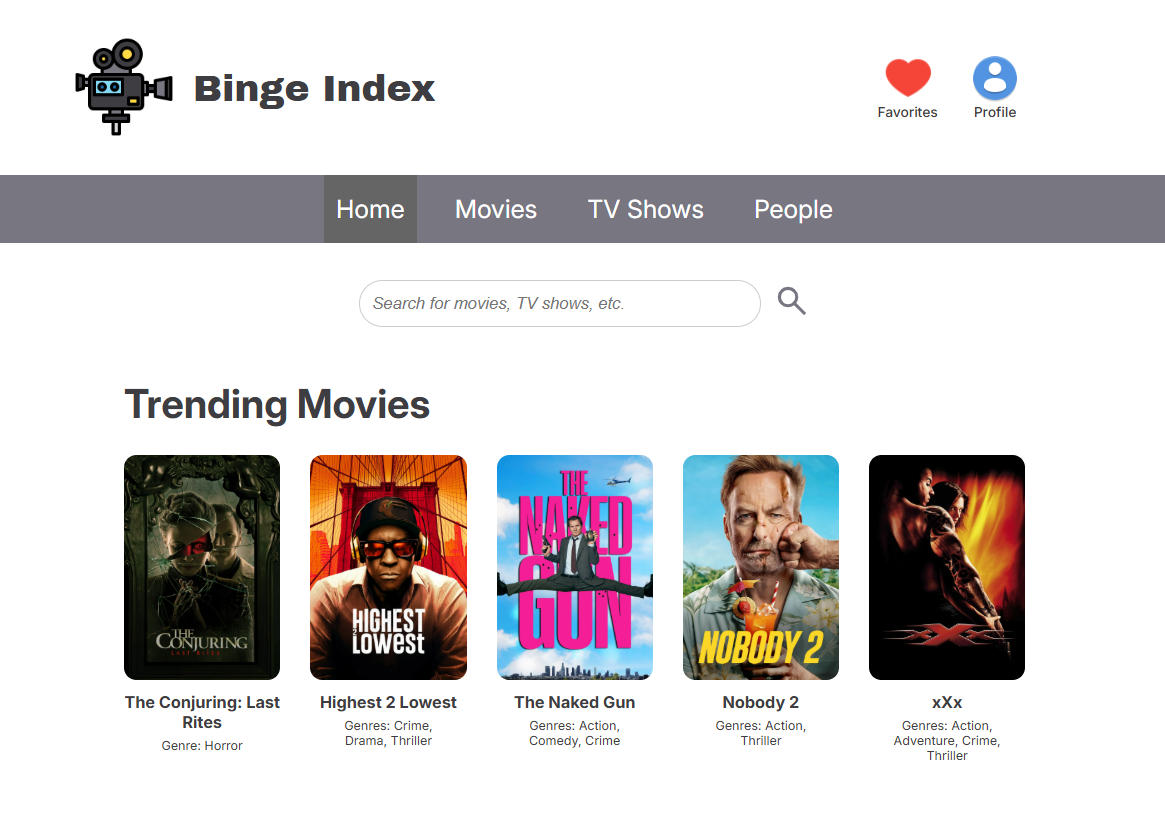 Binge Index
Favorites
Profile
Home
Movies
TV Shows
People
Search for movies, TV shows, etc.
Trending Movies
THE
CONJURING
LAST RITES
HIGHEST
2
LOWEST
THE
NAKED
GUN
NOBODY 2
xXx
The Conjuring: Last
Rites
Genre: Horror
Highest 2 Lowest
Genres: Crime,
Drama, Thriller
The Naked Gun
Genres: Action,
Comedy, Crime
Nobody 2
Genres: Action,
Thriller
xXx
Genres: Action,
Adventure, Crime,
Thriller